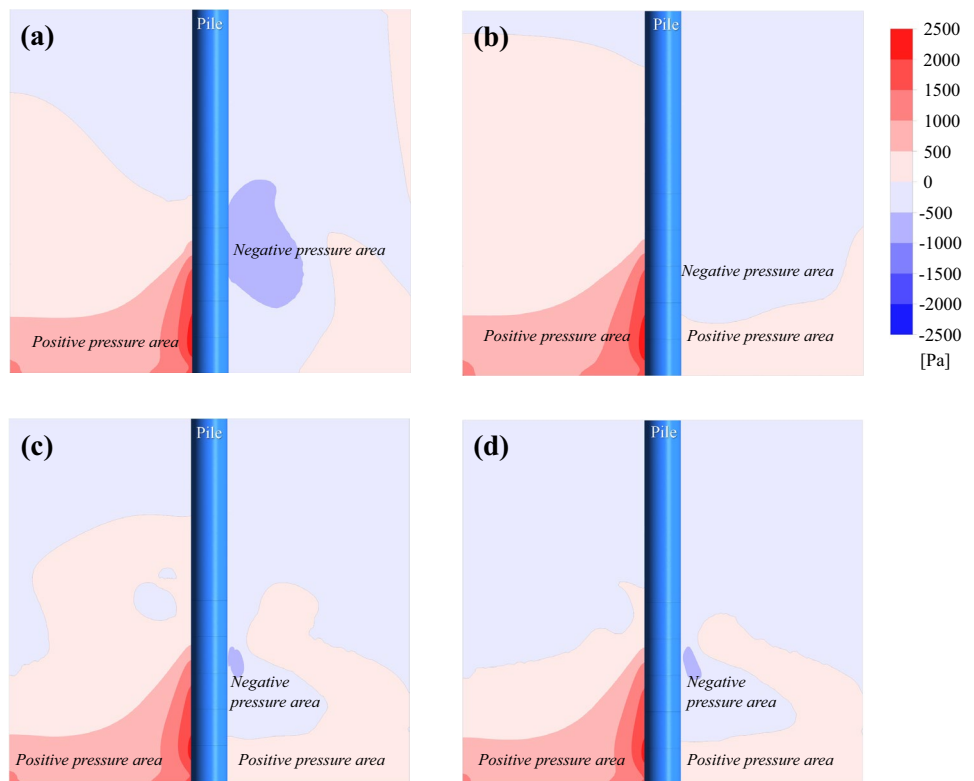 (a)
Pile
Negative pressure area
Positive pressure area
(b)
Pile
Negative pressure area
Positive pressure area
Positive pressure area
2500
2000
1500
1000
500
0
-500
-1000
-1500
-2000
-2500
[Pa]
(c)
Pile
Negative
pressure area
Positive pressure area
Positive pressure area
(d)
Pile
Negative
pressure area
Positive pressure area
Positive pressure area